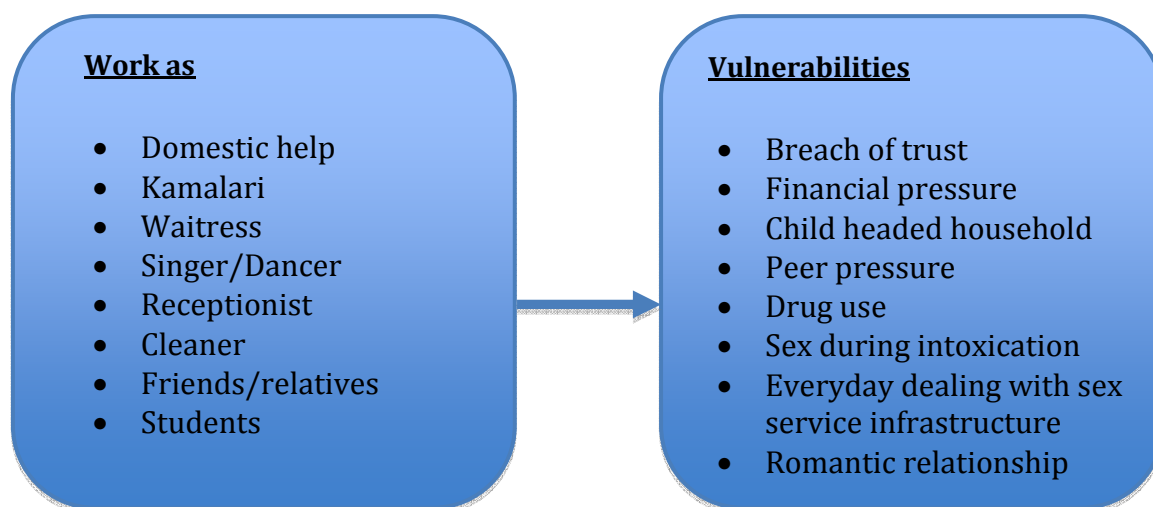 Work as
• Domestic help
• Kamalari
• Waitress
• Singer/Dancer
• Receptionist
• Cleaner
• Friends/relatives
• Students
Vulnerabilities
• Breach of trust
• Financial pressure
• Child headed household
• Peer pressure
• Drug use
• Sex during intoxication
• Everyday dealing with sex
service infrastructure
• Romantic relationship